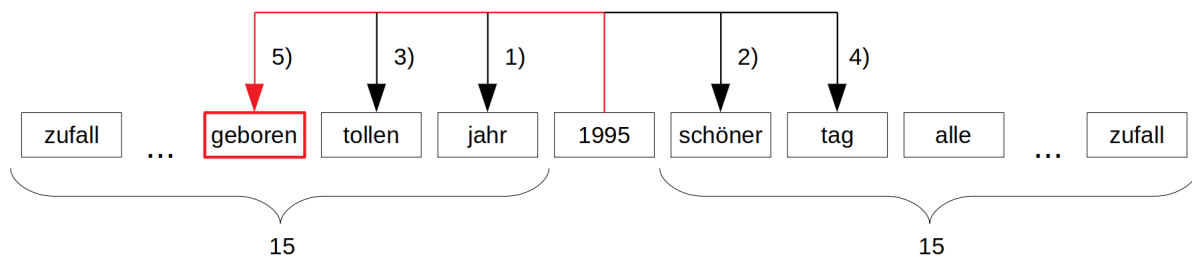 5) 3) 1) 2) 4)
zufall ... geboren tollen jahr 1995 schöner tag alle ... zufall
15 15